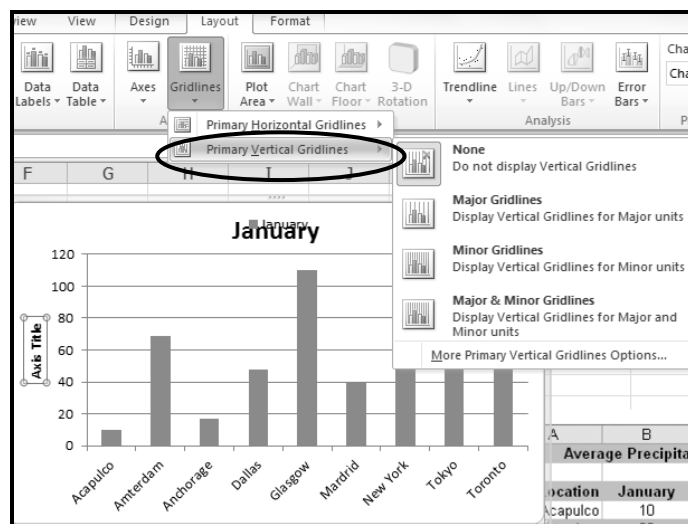 View
Design
Layout
Format
Data Labels
Data Table
Axes
Gridlines
Plot Area
Chart Wall
Chart Floor
3-D Rotation
Trendline
Lines
Up/Down Bars
Error Bars
Analysis
Primary Horizontal Gridlines
Primary Vertical Gridlines
None
Do not display Vertical Gridlines
Major Gridlines
Display Vertical Gridlines for Major units
Minor Gridlines
Display Vertical Gridlines for Minor units
Major & Minor Gridlines
Display Vertical Gridlines for Major and
Minor units
More Primary Vertical Gridlines Options...
F G H I J
January
January
120
100
80
60
40
20
0
Axis Title
Acapulco
Amterdam
Anchorage
Dallas
Glasgow
Mardrid
New York
Tokyo
Toronto
A B
Average Precipita
ocation January
Acapulco 10